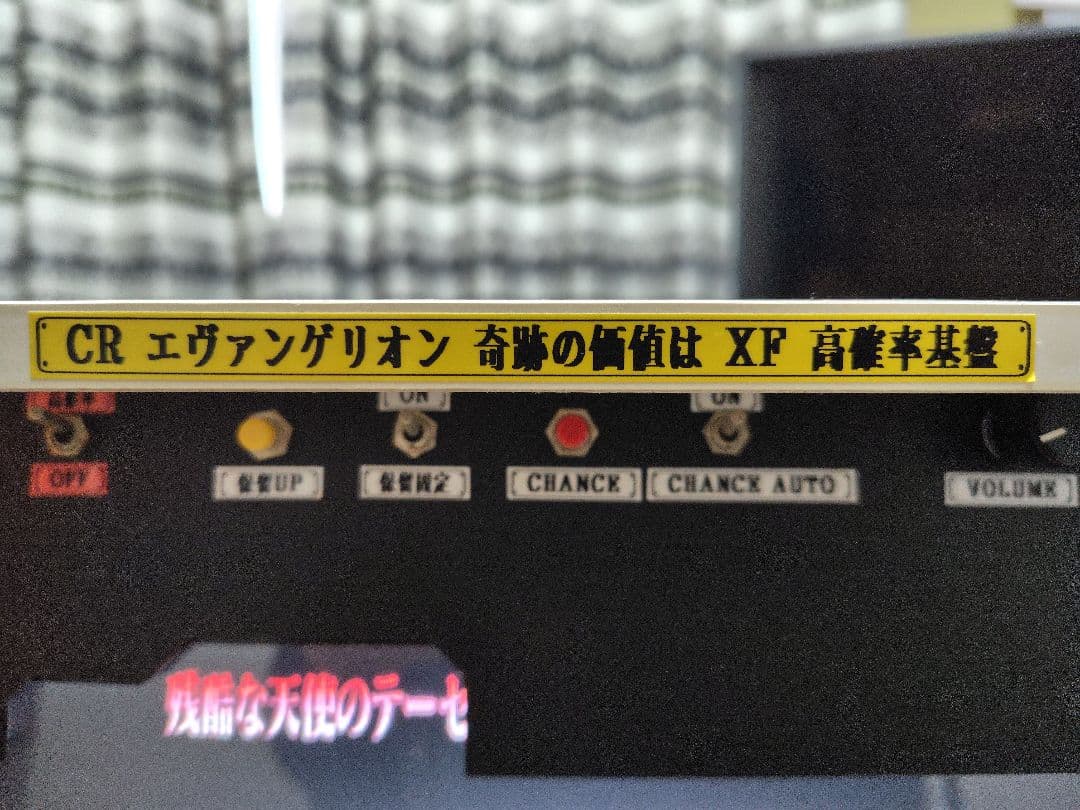 CR エヴァンゲリオン 奇跡の価値は XF 高確率基盤
高確率 ON ON
OFF 保留UP 保留固定 CHANCE CHANCE AUTO VOLUME
残酷な天使のテーゼ